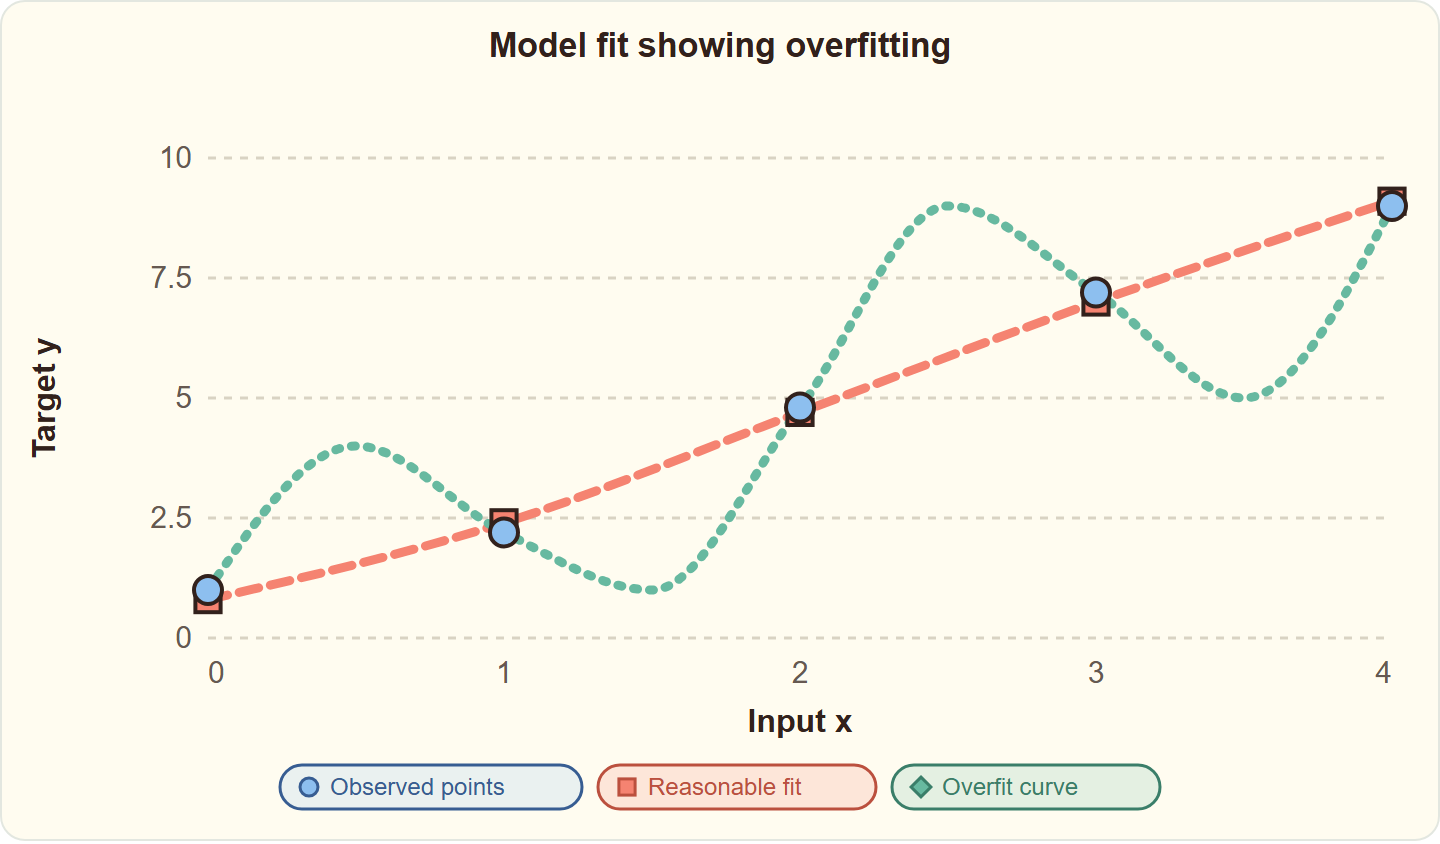 Model fit showing overfitting
10
7.5
5
2.5
0
Target y
0 1 2 3 4
Input x
Observed points Reasonable fit Overfit curve